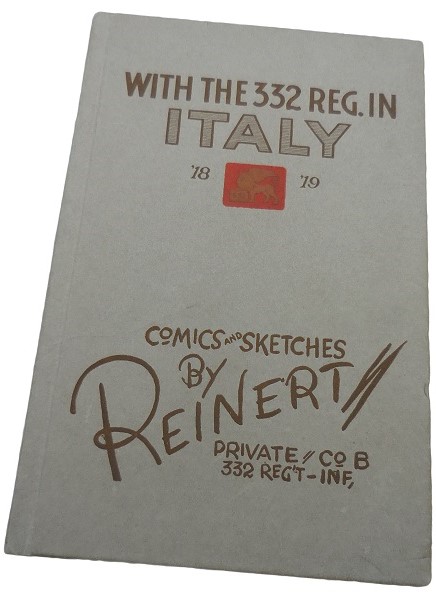 WITH THE 332 REG. IN
ITALY
'18 '19
COMICS AND SKETCHES
BY
REINERT
PRIVATE // CO B
332 REG'T-INF,